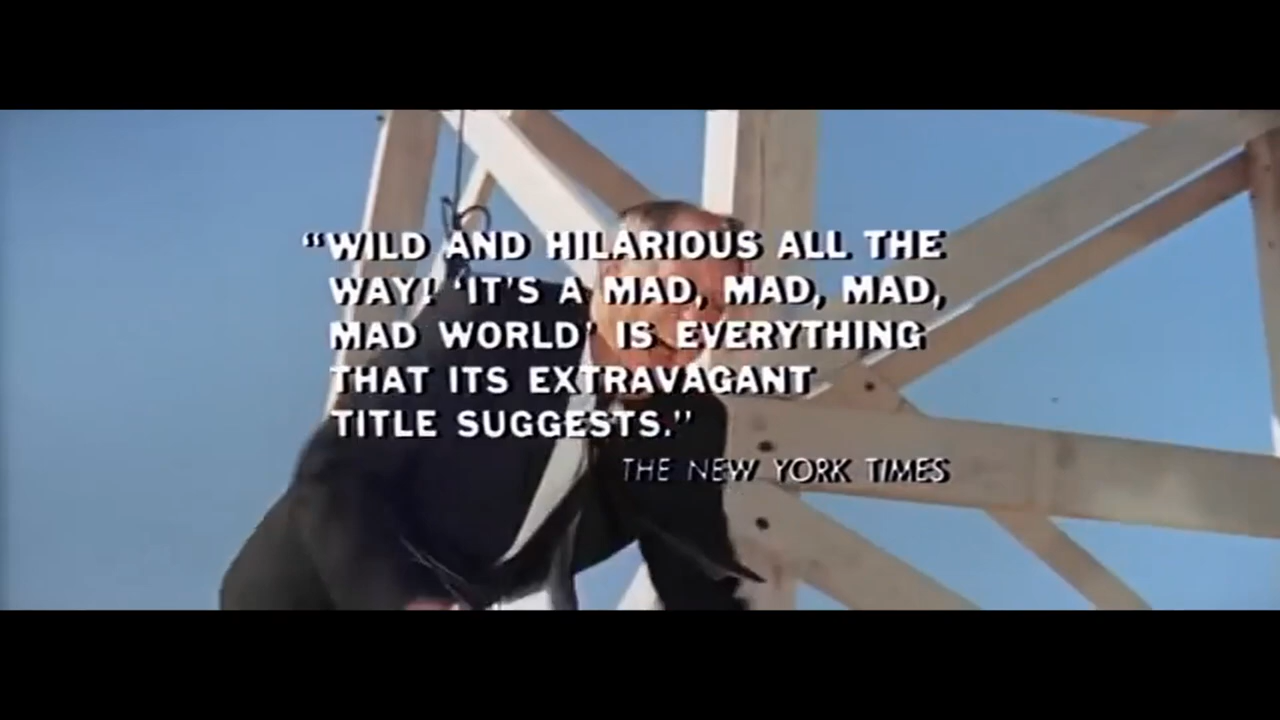 “WILD AND HILARIOUS ALL THE
WAY! ‘IT’S A MAD, MAD, MAD,
MAD WORLD’ IS EVERYTHING
THAT ITS EXTRAVAGANT
TITLE SUGGESTS.”
THE NEW YORK TIMES